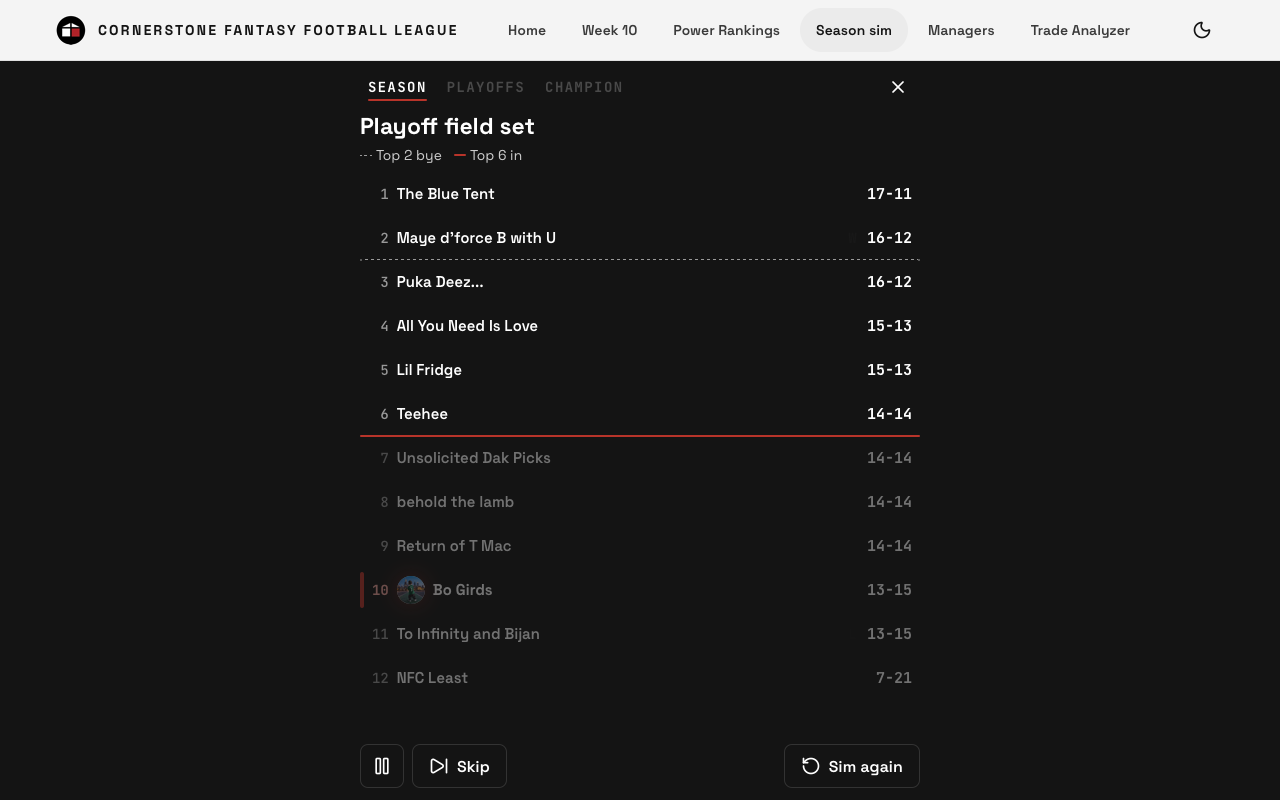 CORNERSTONE FANTASY FOOTBALL LEAGUE Home Week 10 Power Rankings Season sim Managers Trade Analyzer
SEASON PLAYOFFS CHAMPION
Playoff field set
Top 2 bye Top 6 in
1 The Blue Tent 17-11
2 Maye d'force B with U 16-12
3 Puka Deez... 16-12
4 All You Need Is Love 15-13
5 Lil Fridge 15-13
6 Teehee 14-14
7 Unsolicited Dak Picks 14-14
8 behold the lamb 14-14
9 Return of T Mac 14-14
10 Bo Girds 13-15
11 To Infinity and Bijan 13-15
12 NFC Least 7-21
Skip Sim again